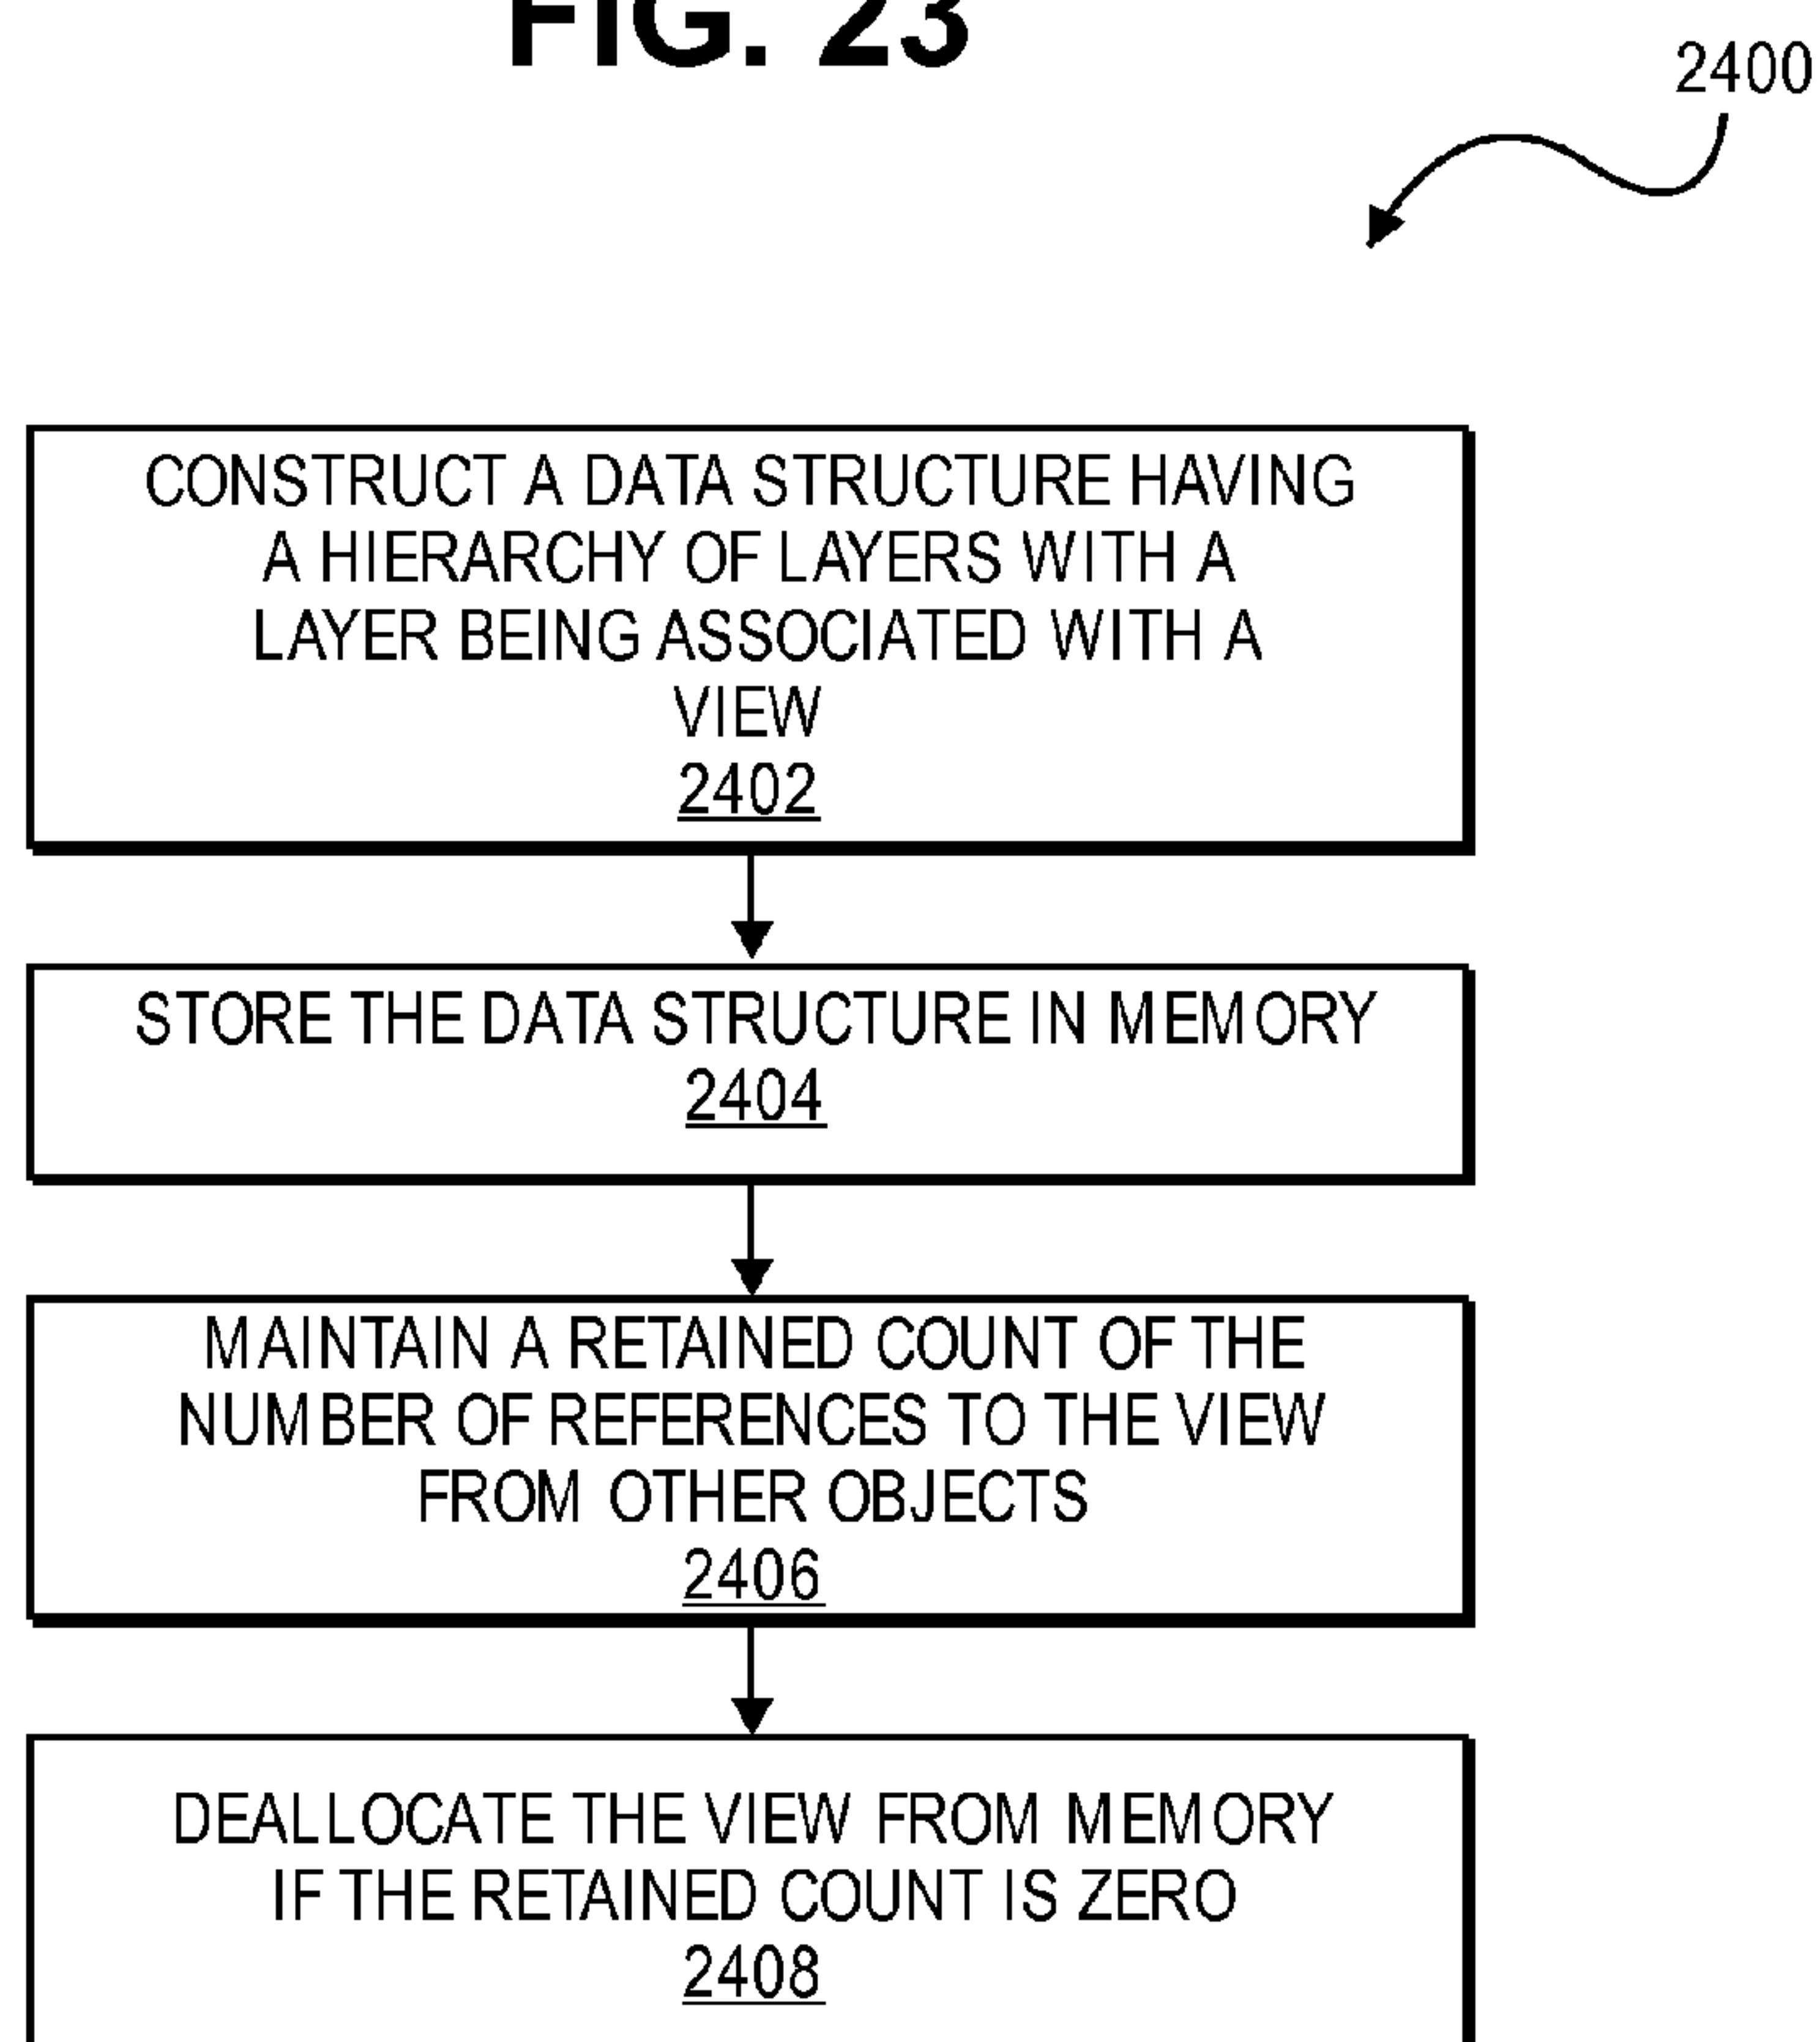 FIG. 23
2400
CONSTRUCT A DATA STRUCTURE HAVING
A HIERARCHY OF LAYERS WITH A
LAYER BEING ASSOCIATED WITH A
VIEW
2402
STORE THE DATA STRUCTURE IN MEMORY
2404
MAINTAIN A RETAINED COUNT OF THE
NUMBER OF REFERENCES TO THE VIEW
FROM OTHER OBJECTS
2406
DEALLOCATE THE VIEW FROM MEMORY
IF THE RETAINED COUNT IS ZERO
2408